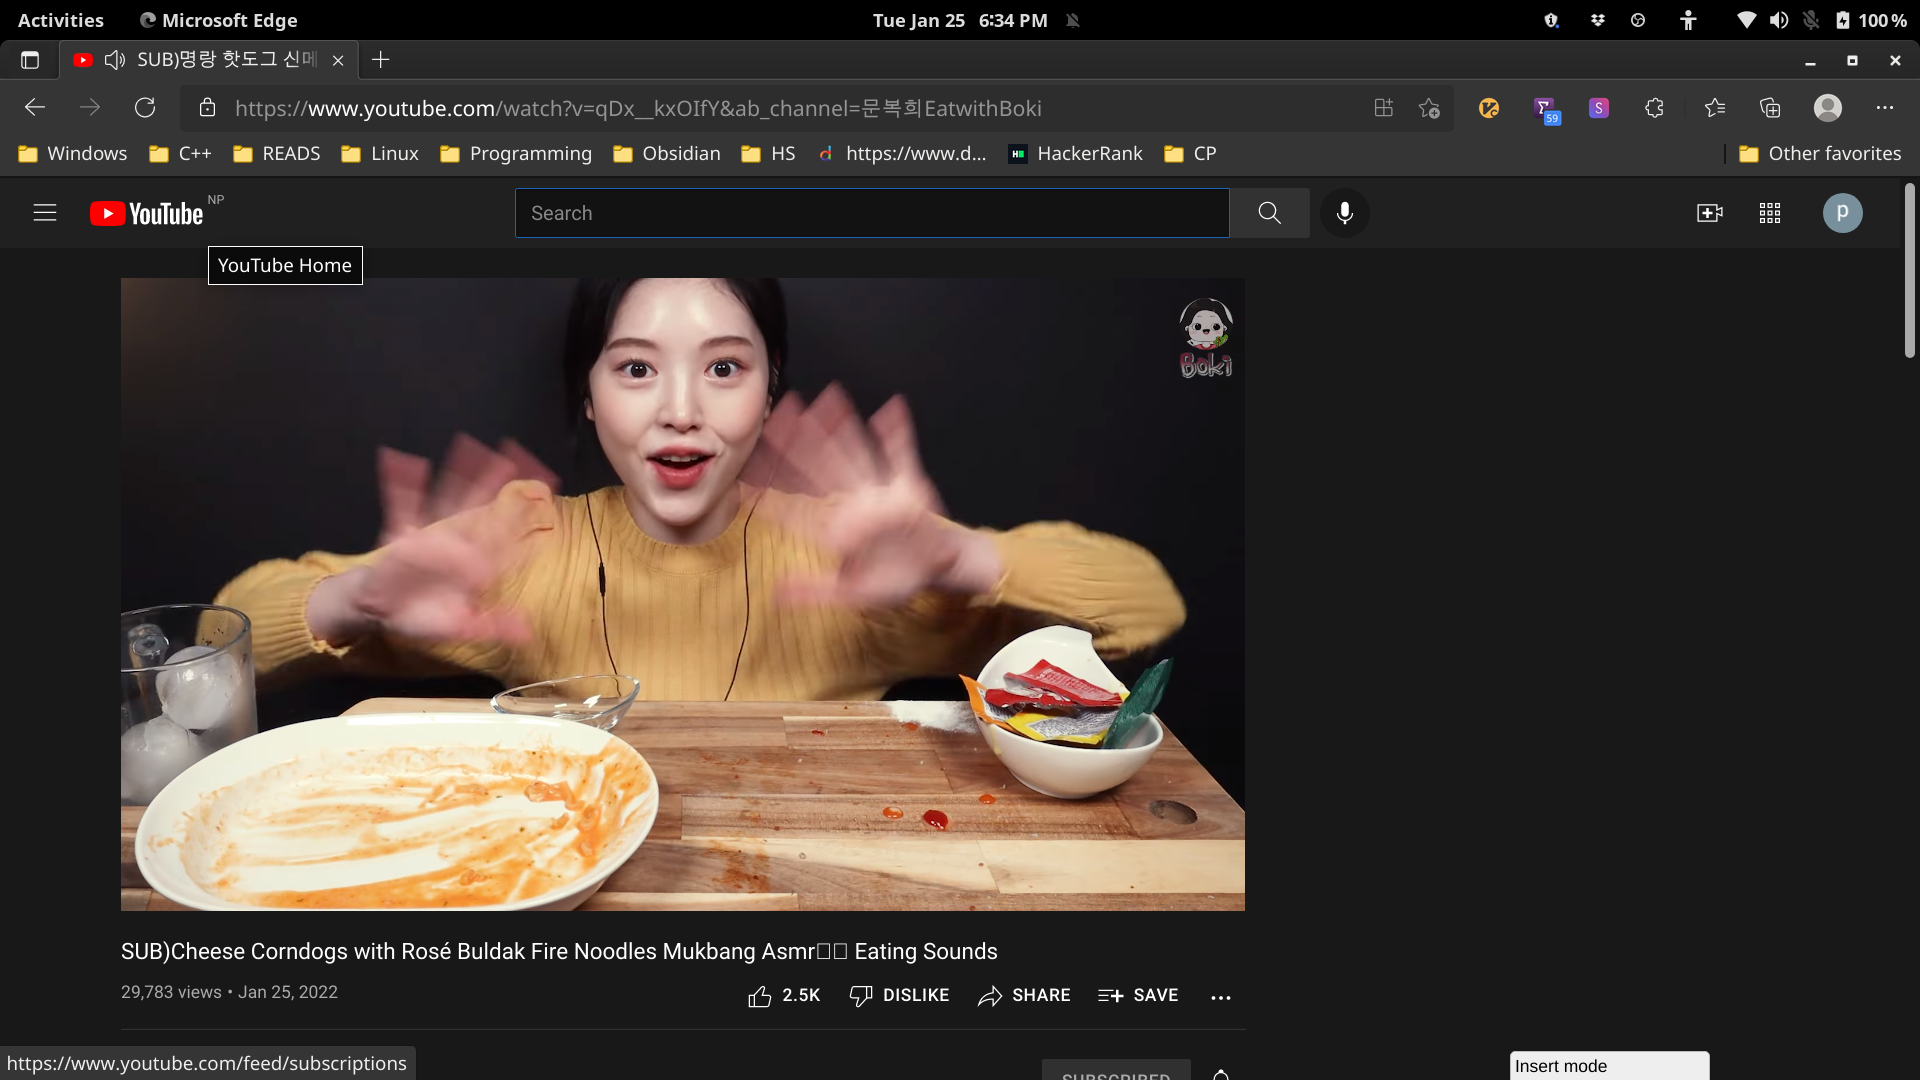 Activities Microsoft Edge Tue Jan 25 6:34 PM 100 %
SUB)명랑 핫도그 신메
https://www.youtube.com/watch?v=qDx__kxOIfY&ab_channel=문복희EatwithBoki
59 S
Windows C++ READS Linux Programming Obsidian HS https://www.d... HackerRank CP Other favorites
YouTube NP Search p
YouTube Home
Boki
SUB)Cheese Corndogs with Rosé Buldak Fire Noodles Mukbang Asmr Eating Sounds
29,783 views • Jan 25, 2022 2.5K DISLIKE SHARE SAVE
https://www.youtube.com/feed/subscriptions SUBSCRIBED Insert mode